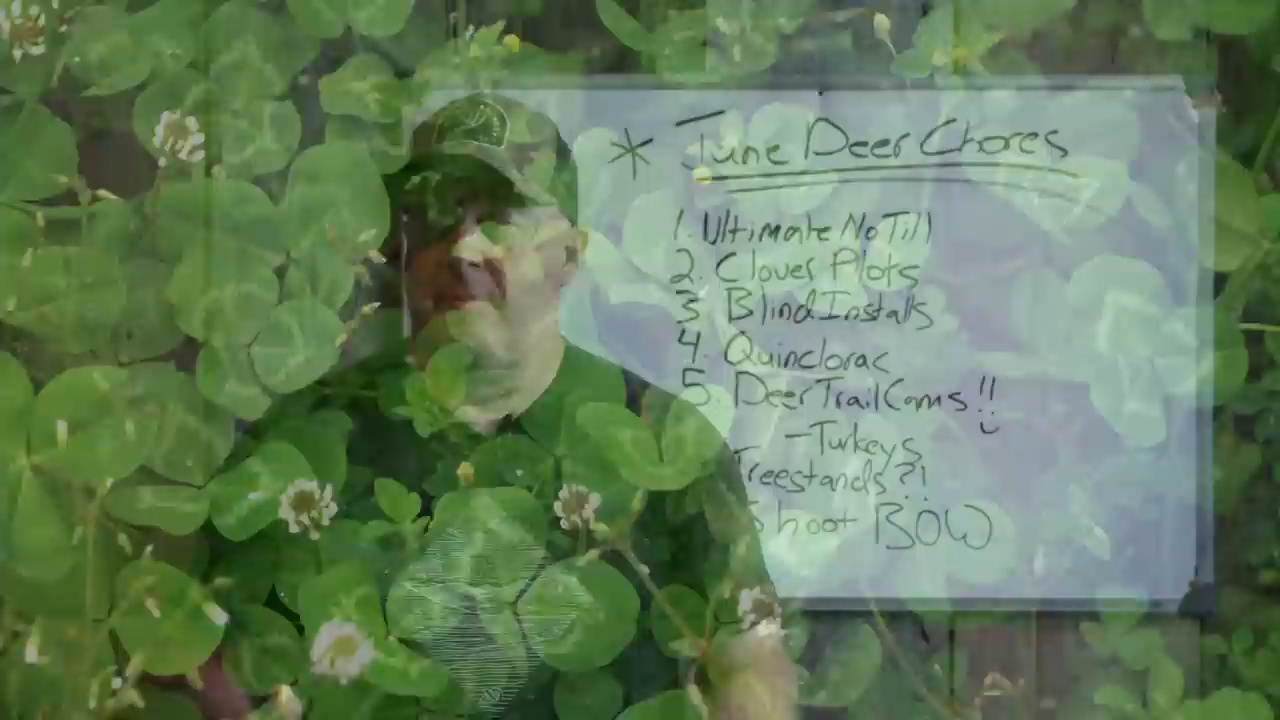 * June Deer Chores
1. Ultimate No Till
2. Clover Plots
3 Blind Installs
4. Quinclorac
5. Deer Trail Cams!!
- Turkeys
Treestands?!
Shoot BOW